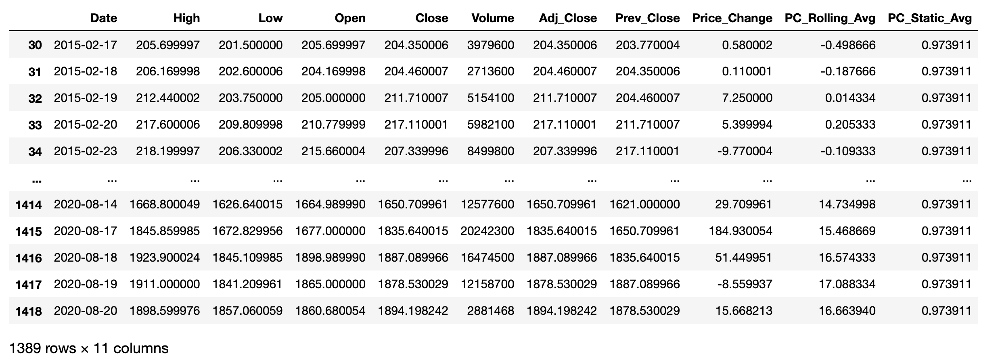 Date High Low Open Close Volume Adj_Close Prev_Close Price_Change PC_Rolling_Avg PC_Static_Avg
30 2015-02-17 205.699997 201.500000 205.699997 204.350006 3979600 204.350006 203.770004 0.580002 -0.498666 0.973911
31 2015-02-18 206.169998 202.600006 204.169998 204.460007 2713600 204.460007 204.350006 0.110001 -0.187666 0.973911
32 2015-02-19 212.440002 203.750000 205.000000 211.710007 5154100 211.710007 204.460007 7.250000 0.014334 0.973911
33 2015-02-20 217.600006 209.809998 210.779999 217.110001 5982100 217.110001 211.710007 5.399994 0.205333 0.973911
34 2015-02-23 218.199997 206.330002 215.660004 207.339996 8499800 207.339996 217.110001 -9.770004 -0.109333 0.973911
... ... ... ... ... ... ... ... ... ... ... ...
1414 2020-08-14 1668.800049 1626.640015 1664.989990 1650.709961 12577600 1650.709961 1621.000000 29.709961 14.734998 0.973911
1415 2020-08-17 1845.859985 1672.829956 1677.000000 1835.640015 20242300 1835.640015 1650.709961 184.930054 15.468669 0.973911
1416 2020-08-18 1923.900024 1845.109985 1898.989990 1887.089966 16474500 1887.089966 1835.640015 51.449951 16.574333 0.973911
1417 2020-08-19 1911.000000 1841.209961 1865.000000 1878.530029 12158700 1878.530029 1887.089966 -8.559937 17.088334 0.973911
1418 2020-08-20 1898.599976 1857.060059 1860.680054 1894.198242 2881468 1894.198242 1878.530029 15.668213 16.663940 0.973911
1389 rows × 11 columns